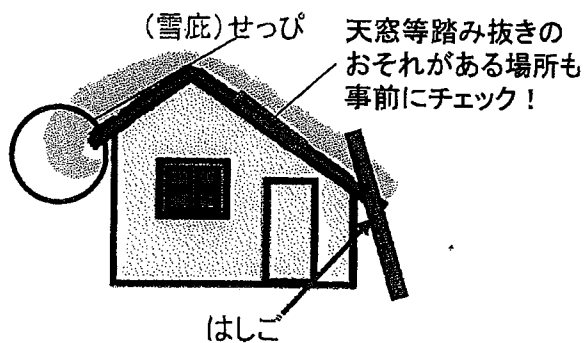 (雪庇)せっぴ
天窓等踏み抜きの
おそれがある場所も
事前にチェック!
はしご